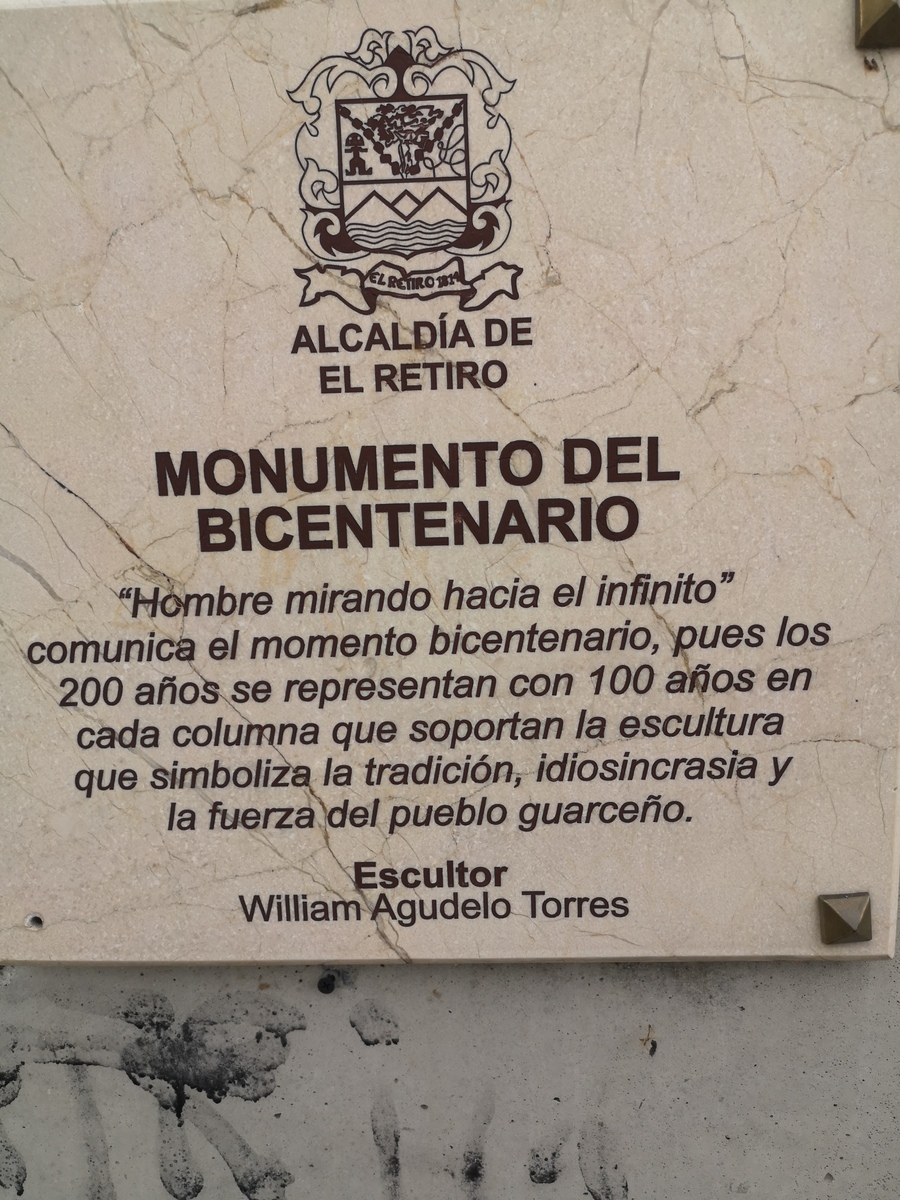 EL RETIRO 1814
ALCALDÍA DE
EL RETIRO
MONUMENTO DEL
BICENTENARIO
“Hombre mirando hacia el infinito”
comunica el momento bicentenario, pues los
200 años se representan con 100 años en
cada columna que soportan la escultura
que simboliza la tradición, idiosincrasia y
la fuerza del pueblo guarceño.
Escultor
William Agudelo Torres